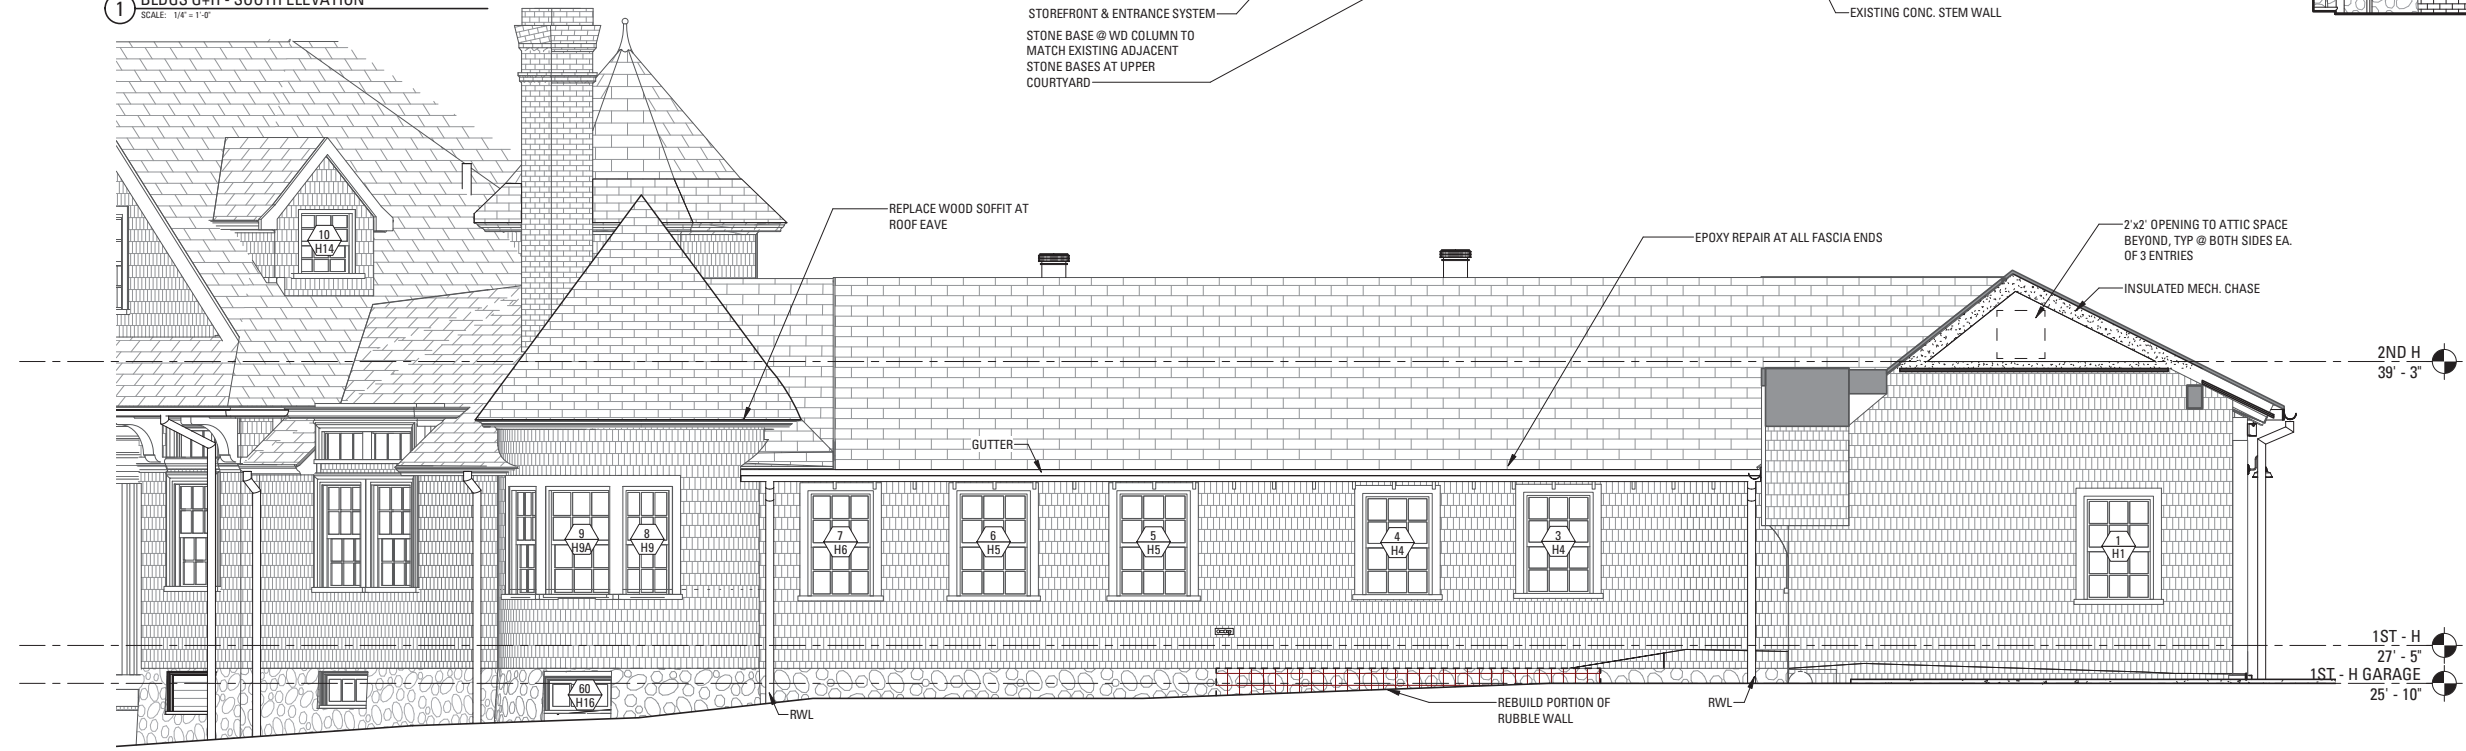 1
BLDGS G+H - SOUTH ELEVATION
SCALE: 1/4" = 1'-0"
STOREFRONT & ENTRANCE SYSTEM
STONE BASE @ WD COLUMN TO
MATCH EXISTING ADJACENT
STONE BASES AT UPPER
COURTYARD
EXISTING CONC. STEM WALL
REPLACE WOOD SOFFIT AT
ROOF EAVE
EPOXY REPAIR AT ALL FASCIA ENDS
2'x2' OPENING TO ATTIC SPACE
BEYOND, TYP @ BOTH SIDES EA.
OF 3 ENTRIES
INSULATED MECH. CHASE
10
H14
2ND H
39' - 3"
GUTTER
9
H9A
8
H9
7
H6
6
H5
5
H5
4
H4
3
H4
1
H1
1ST - H
27' - 5"
1ST - H GARAGE
25' - 10"
60
H16
RWL
REBUILD PORTION OF
RUBBLE WALL
RWL